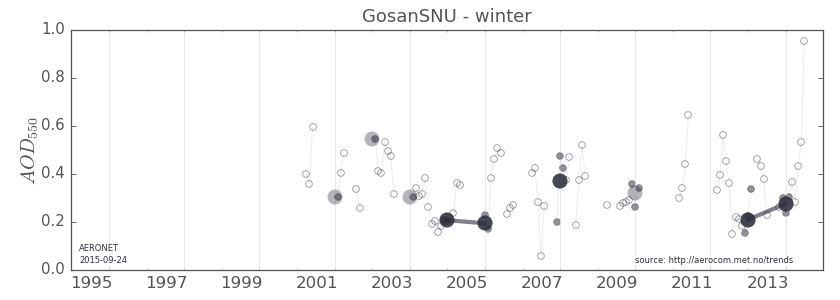 GosanSNU - winter
1.0
0.8
0.6
0.4
0.2
0.0
AOD550
AERONET
2015-09-24
source: http://aerocom.met.no/trends
1995 1997 1999 2001 2003 2005 2007 2009 2011 2013